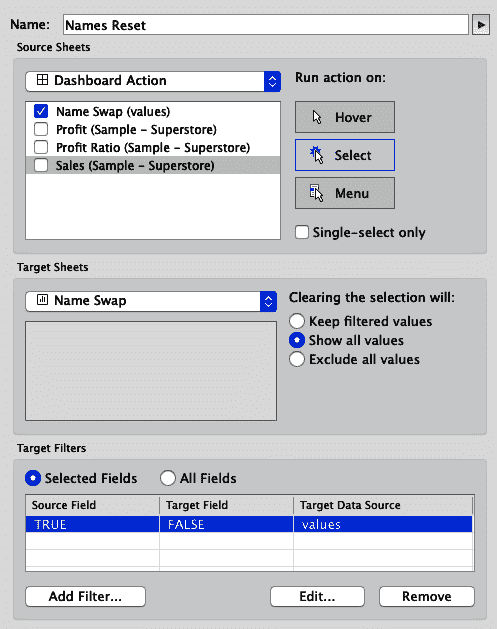 Name: Names Reset
Source Sheets
Dashboard Action
Run action on:
Name Swap (values)
Profit (Sample - Superstore)
Profit Ratio (Sample - Superstore)
Sales (Sample - Superstore)
Hover
Select
Menu
Single-select only
Target Sheets
Name Swap
Clearing the selection will:
Keep filtered values
Show all values
Exclude all values
Target Filters
Selected Fields All Fields
Source Field Target Field Target Data Source
TRUE FALSE values
Add Filter... Edit... Remove